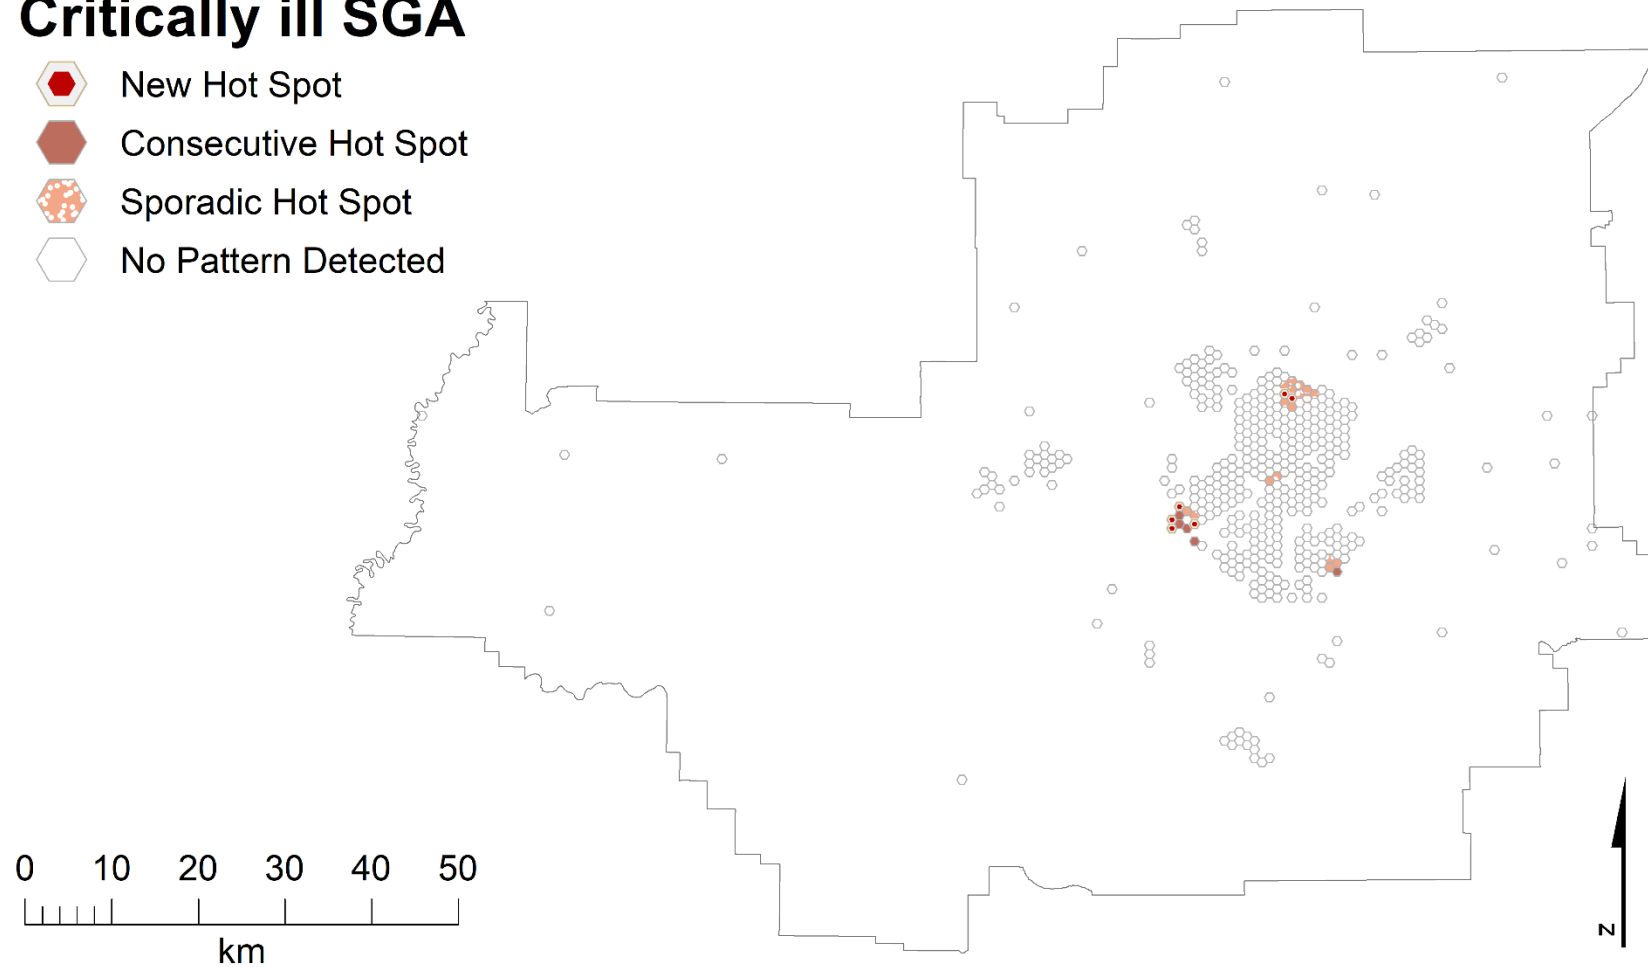 Critically ill SGA
New Hot Spot
Consecutive Hot Spot
Sporadic Hot Spot
No Pattern Detected
0 10 20 30 40 50
km
N